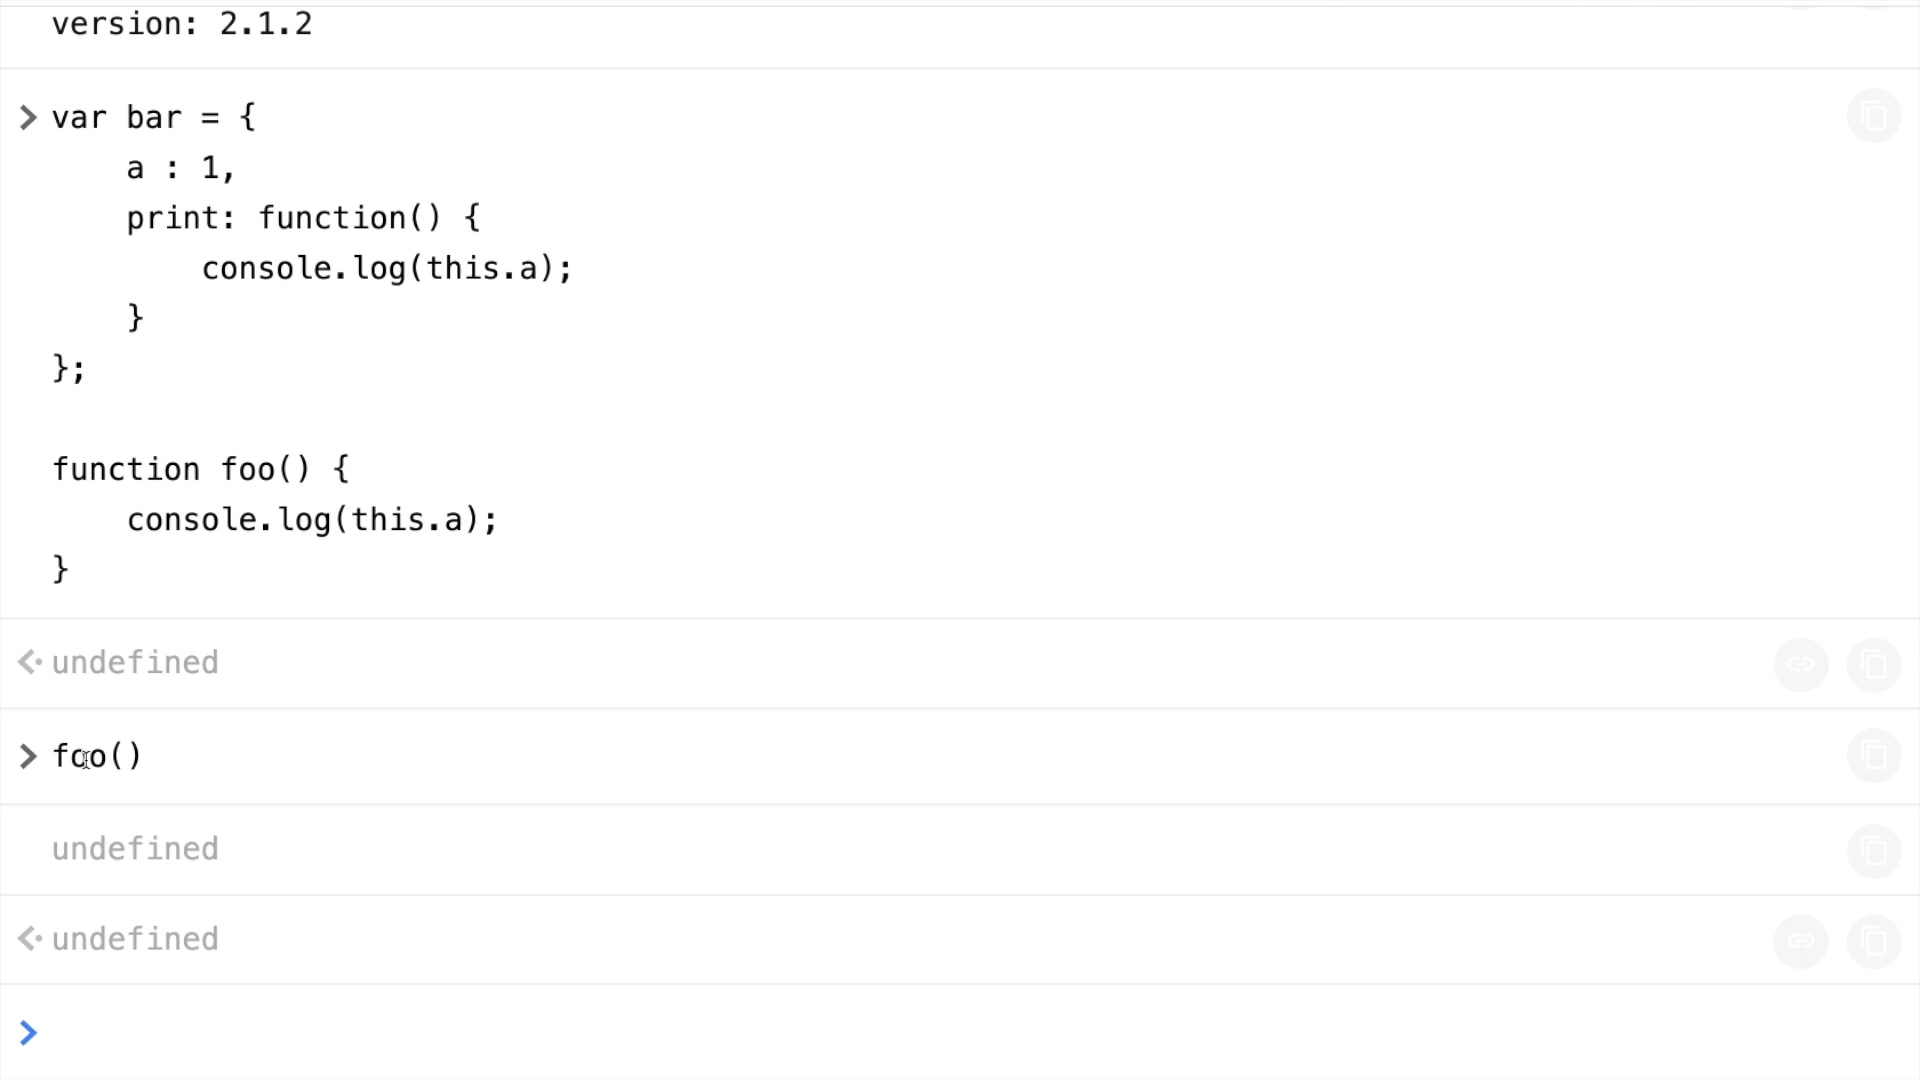 version: 2.1.2
var bar = {
    a : 1,
    print: function() {
        console.log(this.a);
    }
};

function foo() {
    console.log(this.a);
}
undefined
foo()
undefined
undefined